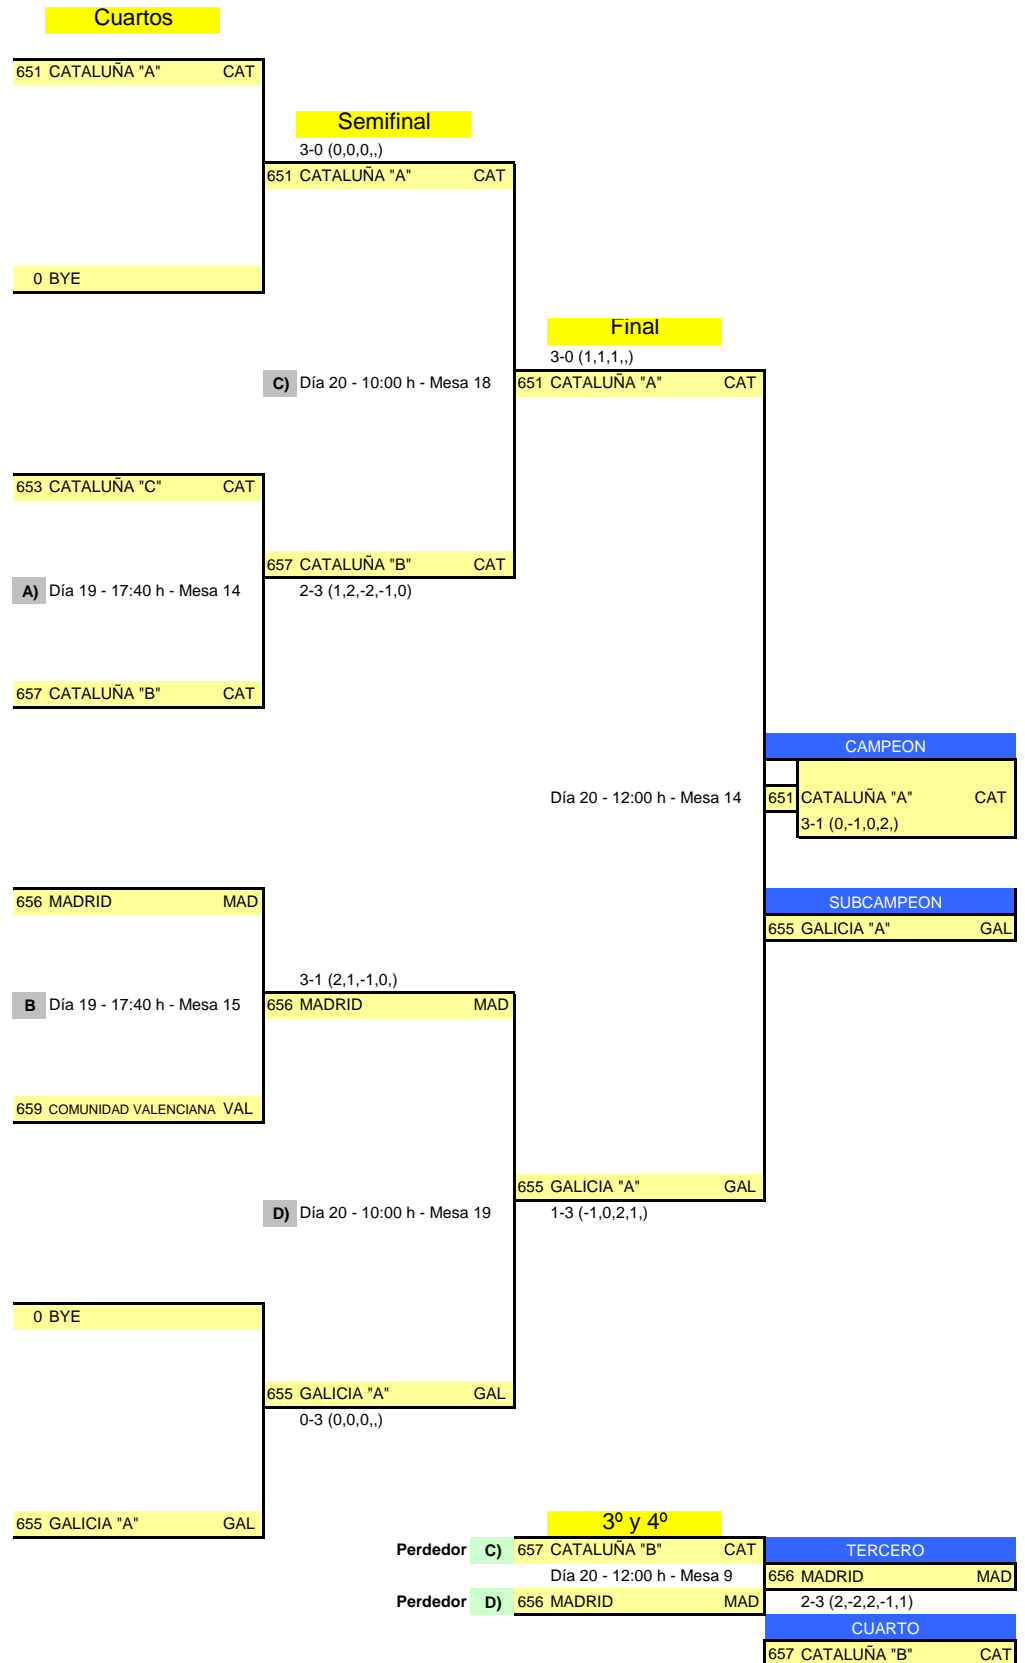 Cuartos
651 CATALUÑA "A" CAT
Semifinal
3-0 (0,0,0,,)
651 CATALUÑA "A" CAT
0 BYE
Final
3-0 (1,1,1,,)
C) Día 20 - 10:00 h - Mesa 18
651 CATALUÑA "A" CAT
653 CATALUÑA "C" CAT
657 CATALUÑA "B" CAT
A) Día 19 - 17:40 h - Mesa 14
2-3 (1,2,-2,-1,0)
657 CATALUÑA "B" CAT
CAMPEON
Día 20 - 12:00 h - Mesa 14
651 CATALUÑA "A" CAT
3-1 (0,-1,0,2,)
656 MADRID MAD
SUBCAMPEON
655 GALICIA "A" GAL
3-1 (2,1,-1,0,)
B Día 19 - 17:40 h - Mesa 15
656 MADRID MAD
659 COMUNIDAD VALENCIANA VAL
655 GALICIA "A" GAL
D) Día 20 - 10:00 h - Mesa 19
1-3 (-1,0,2,1,)
0 BYE
655 GALICIA "A" GAL
0-3 (0,0,0,,)
655 GALICIA "A" GAL
3º y 4º
Perdedor C) 657 CATALUÑA "B" CAT
TERCERO
Día 20 - 12:00 h - Mesa 9
656 MADRID MAD
Perdedor D) 656 MADRID MAD
2-3 (2,-2,2,-1,1)
CUARTO
657 CATALUÑA "B" CAT